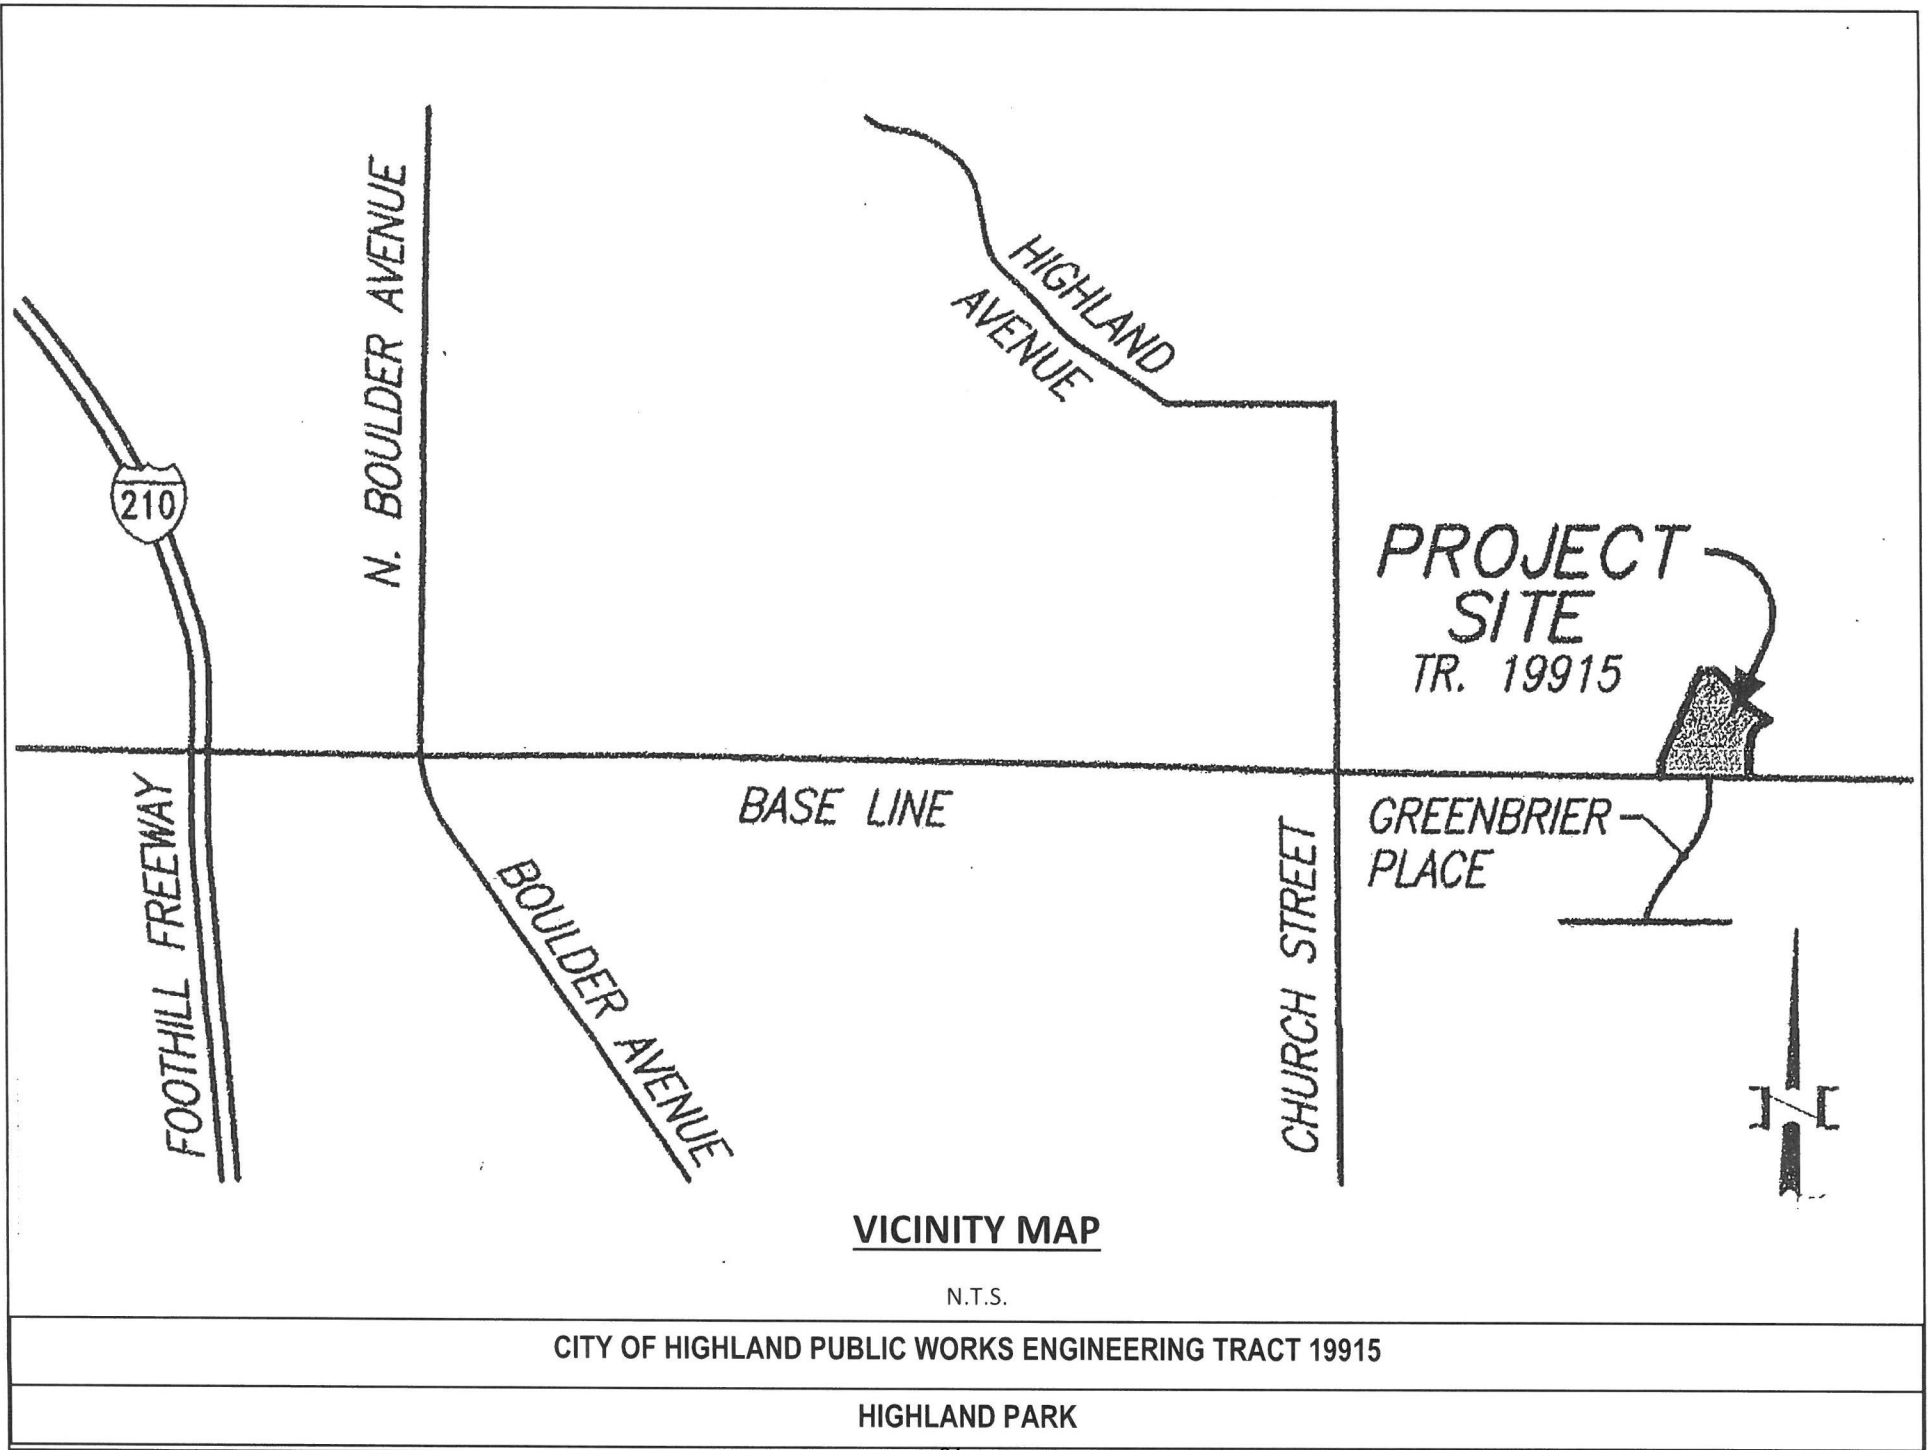 N. BOULDER AVENUE
HIGHLAND
AVENUE
210
PROJECT
SITE
TR. 19915
BASE LINE
GREENBRIER
PLACE
FOOTHILL FREEWAY
BOULDER AVENUE
CHURCH STREET
N
VICINITY MAP
N.T.S.
CITY OF HIGHLAND PUBLIC WORKS ENGINEERING TRACT 19915
HIGHLAND PARK